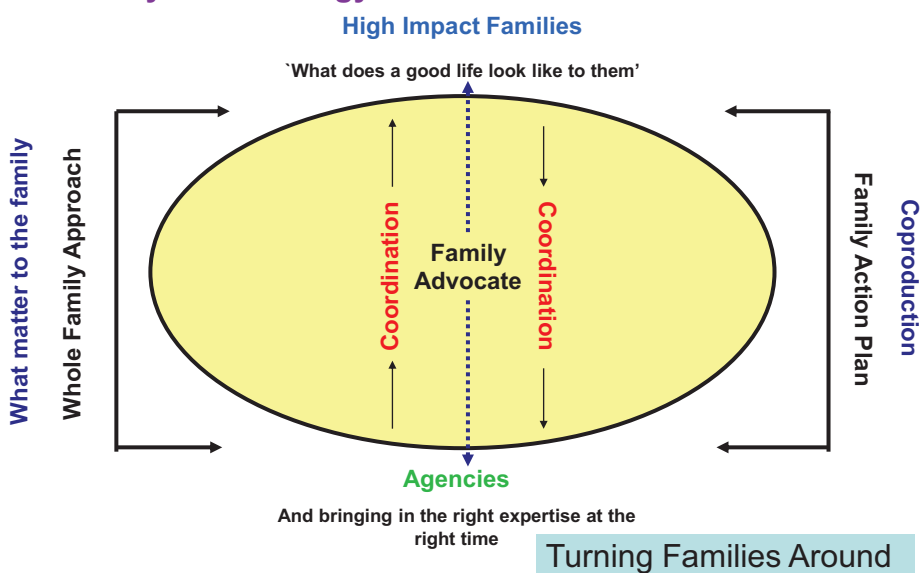 High Impact Families
`What does a good life look like to them’
What matter to the family
Whole Family Approach
Coordination
Family
Advocate
Coordination
Family Action Plan
Coproduction
Agencies
And bringing in the right expertise at the
right time
Turning Families Around